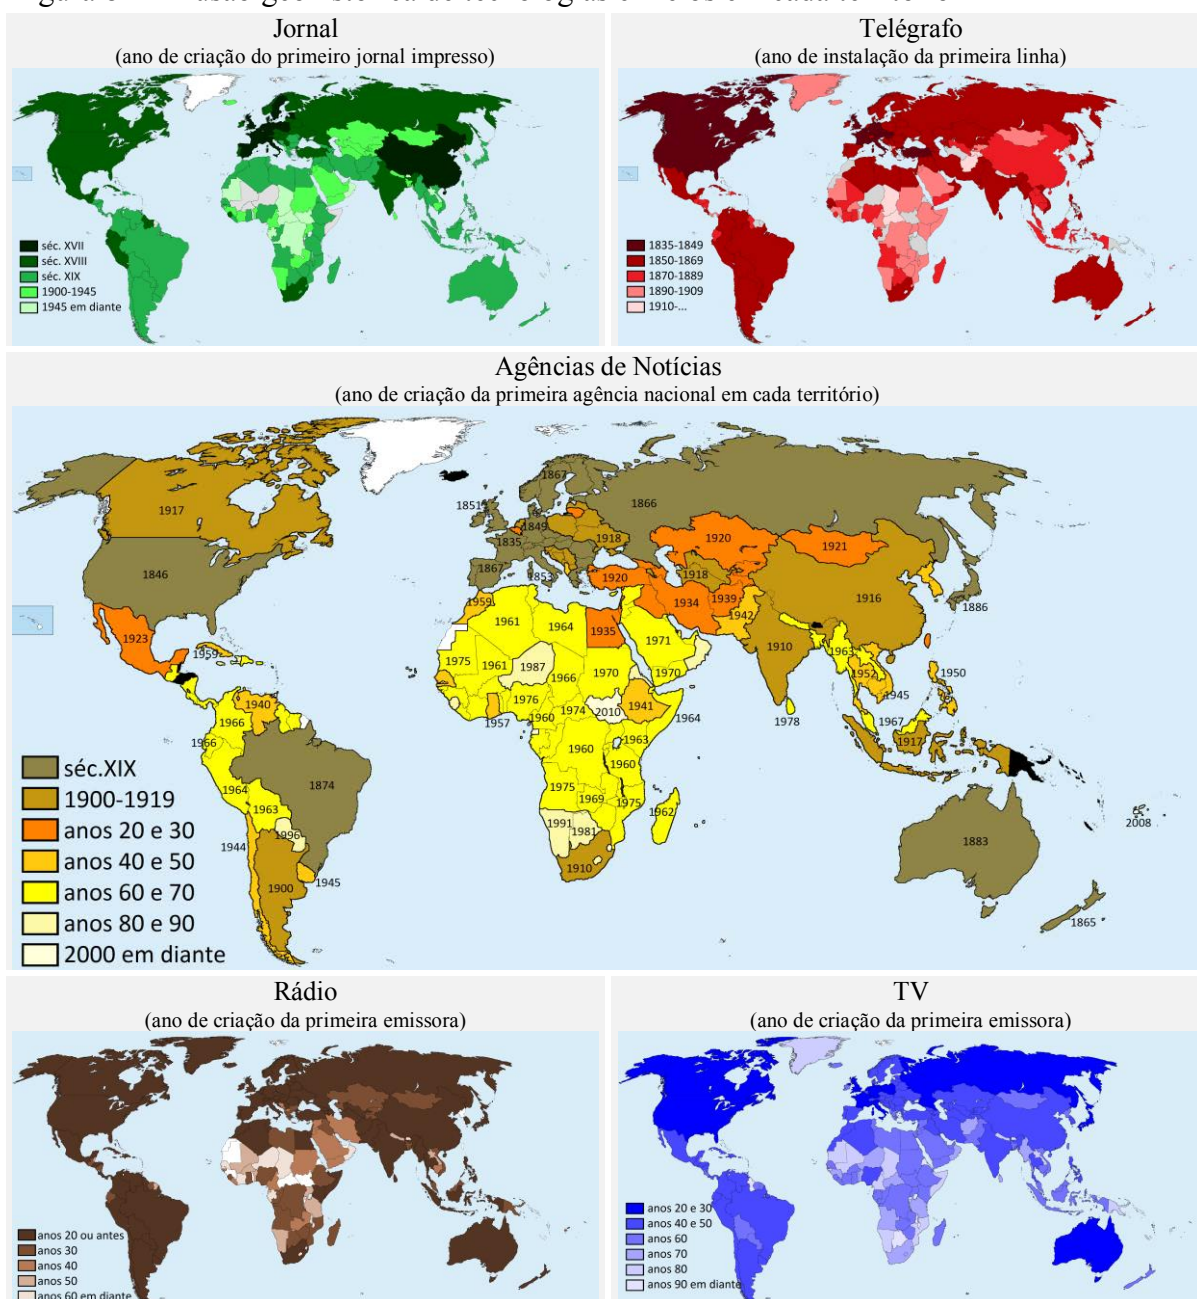 Jornal
(ano de criação do primeiro jornal impresso)
séc. XVII
séc. XVIII
séc. XIX
1900-1945
1945 em diante
Telégrafo
(ano de instalação da primeira linha)
1835-1849
1850-1869
1870-1889
1890-1909
1910-...
Agências de Notícias
(ano de criação da primeira agência nacional em cada território)
1917
1846
1923
1959
1940
1966
1966
1964
1963
1874
1996
1944
1900
1945
1851
1867
1849
1835
1918
1867
1853
1866
1920
1920
1921
1918
1934
1939
1942
1916
1886
1910
1959
1961
1964
1935
1971
1975
1961
1987
1966
1970
1970
1976
1974
2010
1941
1957
1960
1964
1963
1960
1960
1975
1969
1975
1962
1991
1981
1910
1978
1963
1952
1945
1950
1967
1917
1883
1865
2008
séc.XIX
1900-1919
anos 20 e 30
anos 40 e 50
anos 60 e 70
anos 80 e 90
2000 em diante
Rádio
(ano de criação da primeira emissora)
anos 20 ou antes
anos 30
anos 40
anos 50
anos 60 em diante
TV
(ano de criação da primeira emissora)
anos 20 e 30
anos 40 e 50
anos 60
anos 70
anos 80
anos 90 em diante